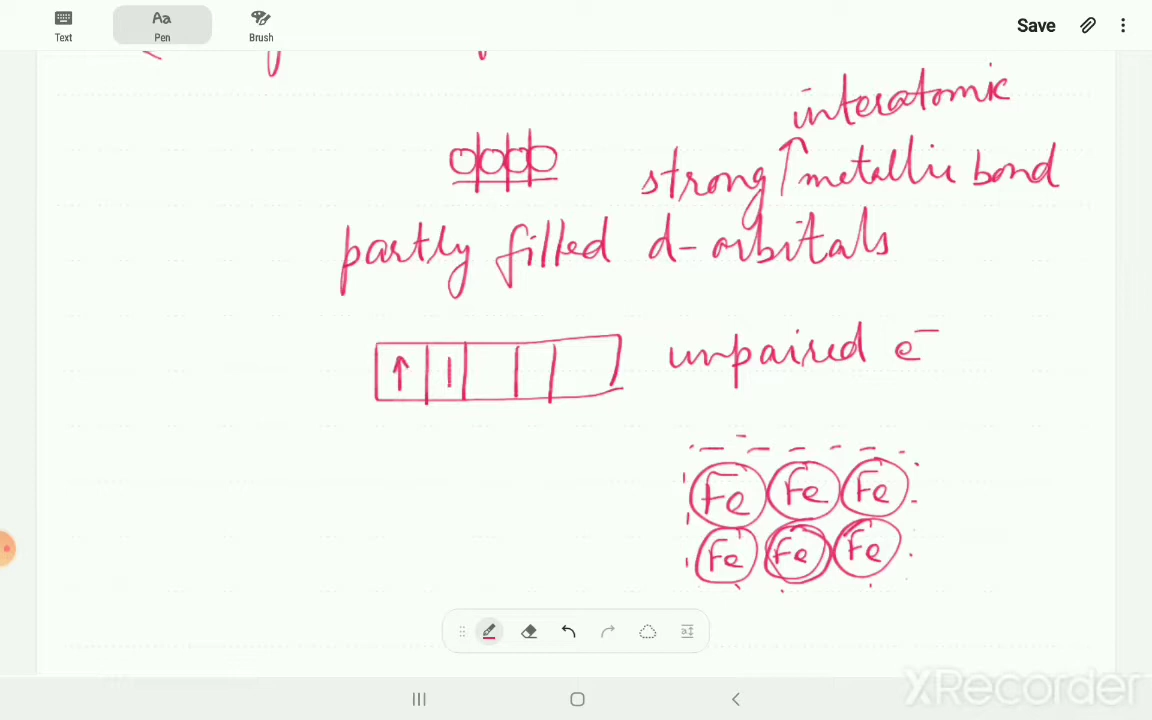 Text
Aa
Pen
Brush
Save
interatomic
strong ↑ metallic bond
partly filled d-orbitals
↑ | unpaired e⁻
Fe Fe Fe
Fe Fe Fe
XRecorder